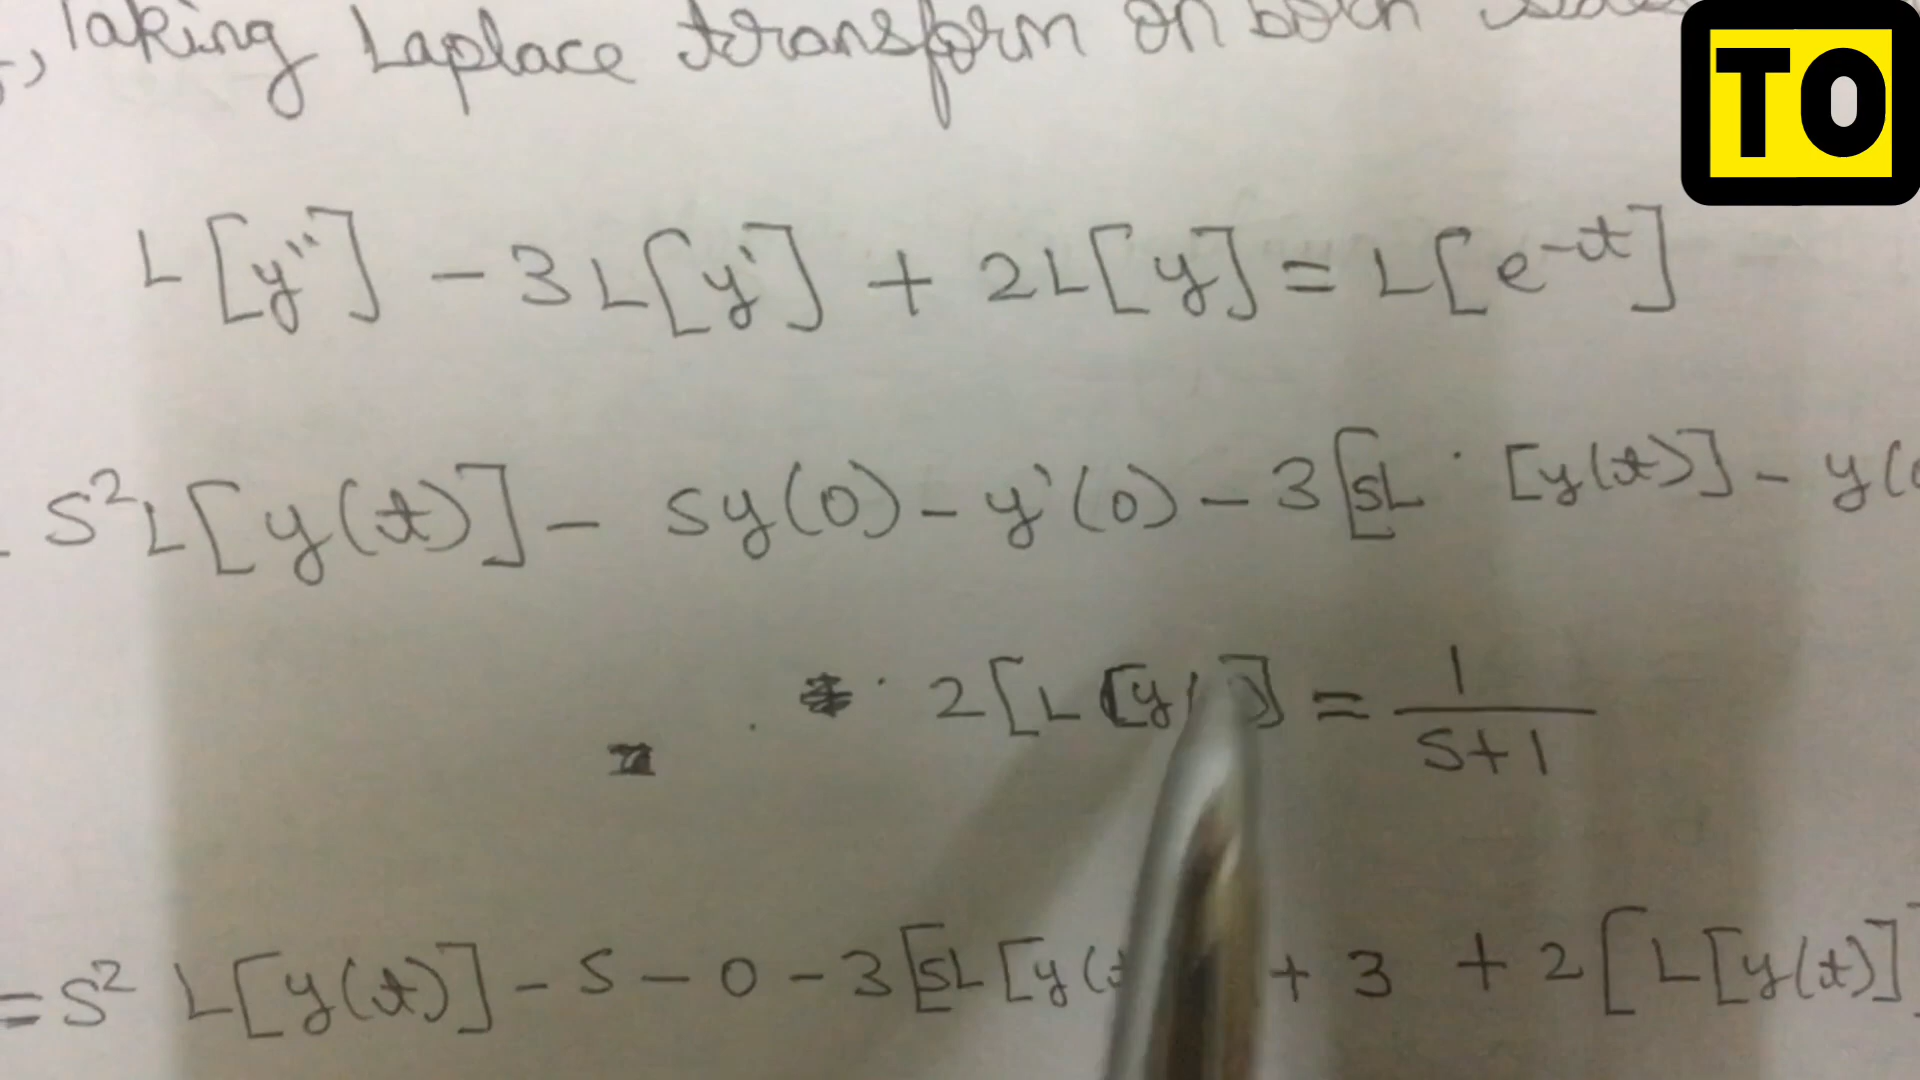 , Taking Laplace transform on both sides
TO
L[y''] - 3L[y'] + 2L[y] = L[e^-t]
S²L[y(t)] - sy(0) - y'(0) - 3[SL [y(t)] - y(
2[L[y( )] = 1/(S+1)
= S² L[y(t)] - S - 0 - 3[SL[y(t + 3 + 2[L[y(t)]